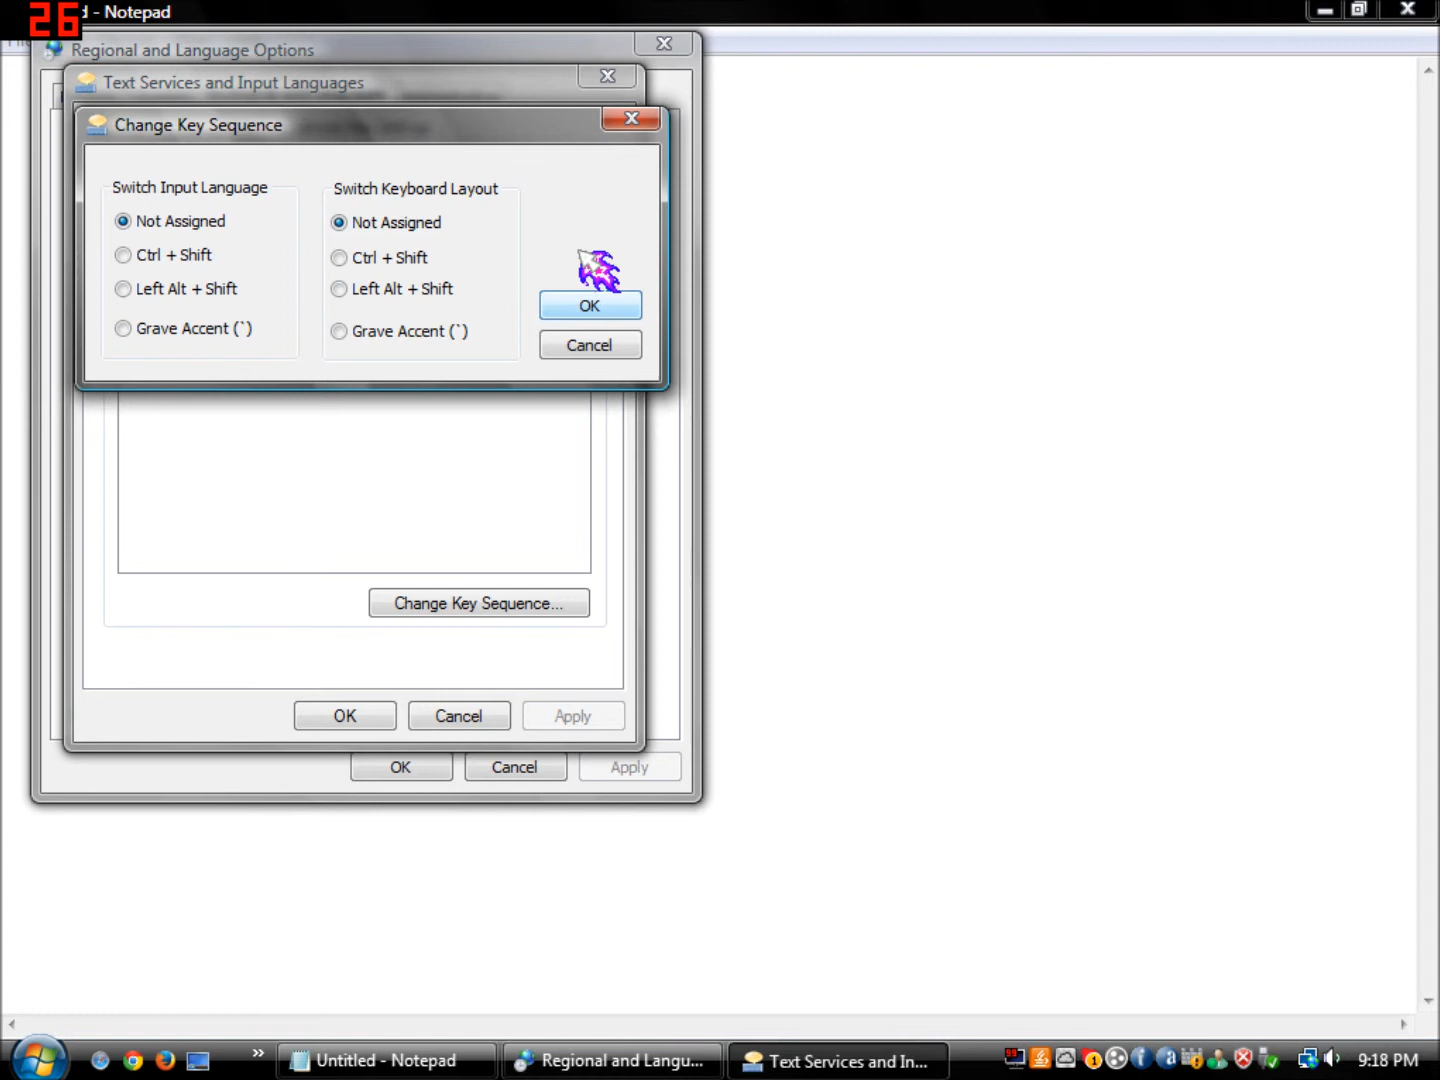 26
d - Notepad
Regional and Language Options
Text Services and Input Languages
Change Key Sequence
Switch Input Language
Not Assigned
Ctrl + Shift
Left Alt + Shift
Grave Accent (`)
Switch Keyboard Layout
Not Assigned
Ctrl + Shift
Left Alt + Shift
Grave Accent (`)
OK
Cancel
Change Key Sequence...
OK
Cancel
Apply
OK
Cancel
Apply
Untitled - Notepad
Regional and Langu...
Text Services and In...
9:18 PM